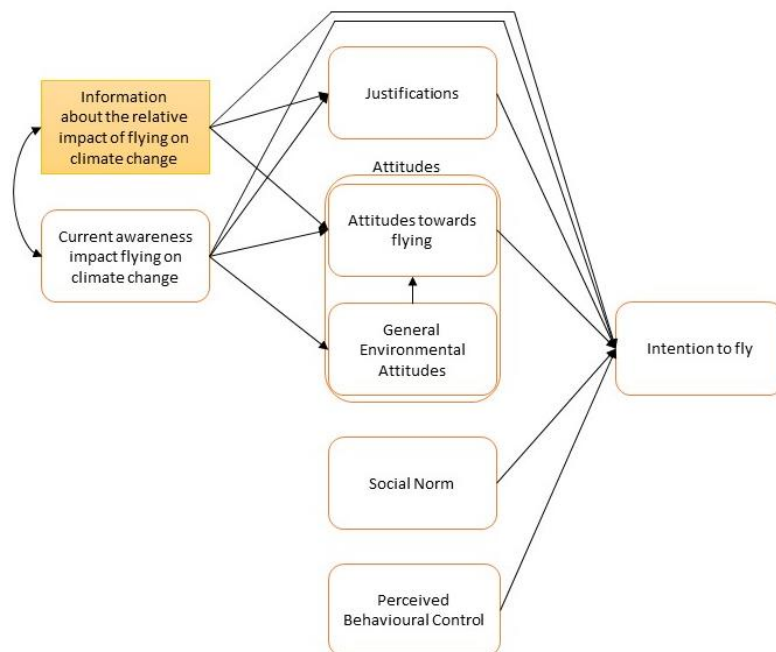 Information
about the relative
impact of flying on
climate change
Current awareness
impact flying on
climate change
Justifications
Attitudes
Attitudes towards
flying
General
Environmental
Attitudes
Social Norm
Perceived
Behavioural Control
Intention to fly